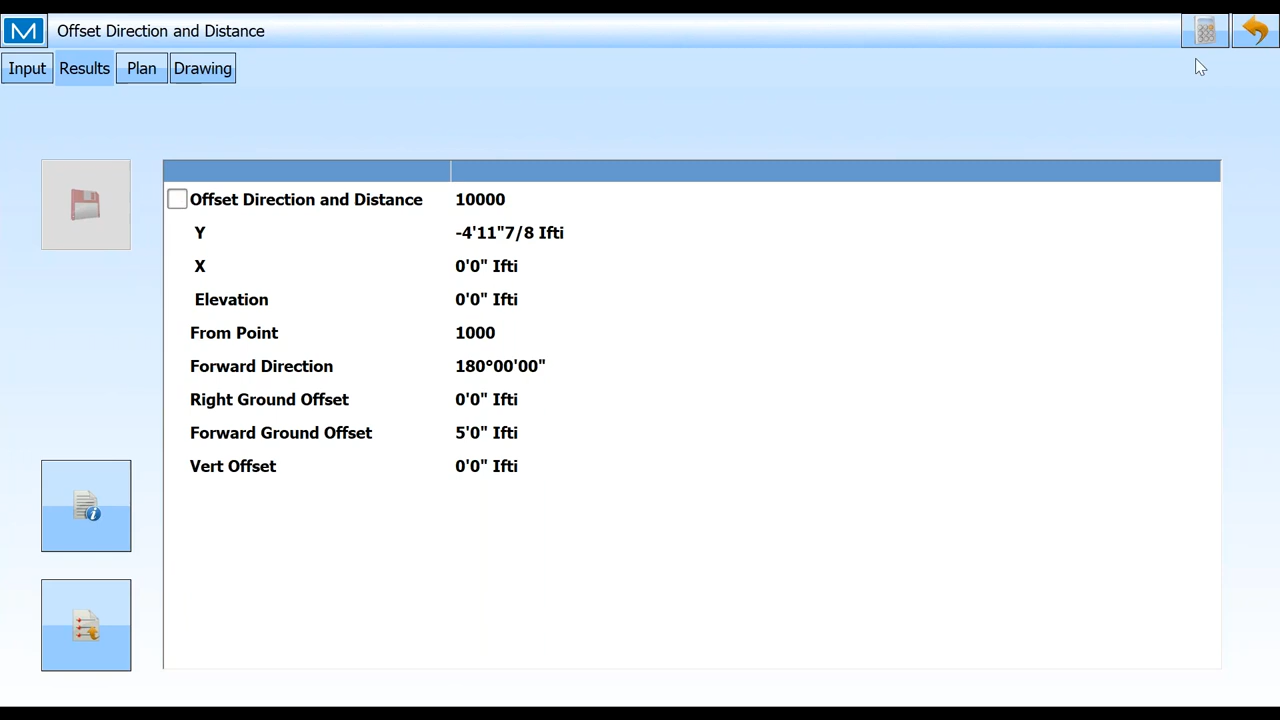 Offset Direction and Distance
Input Results Plan Drawing
Offset Direction and Distance 10000
Y -4'11"7/8 Ifti
X 0'0" Ifti
Elevation 0'0" Ifti
From Point 1000
Forward Direction 180°00'00"
Right Ground Offset 0'0" Ifti
Forward Ground Offset 5'0" Ifti
Vert Offset 0'0" Ifti